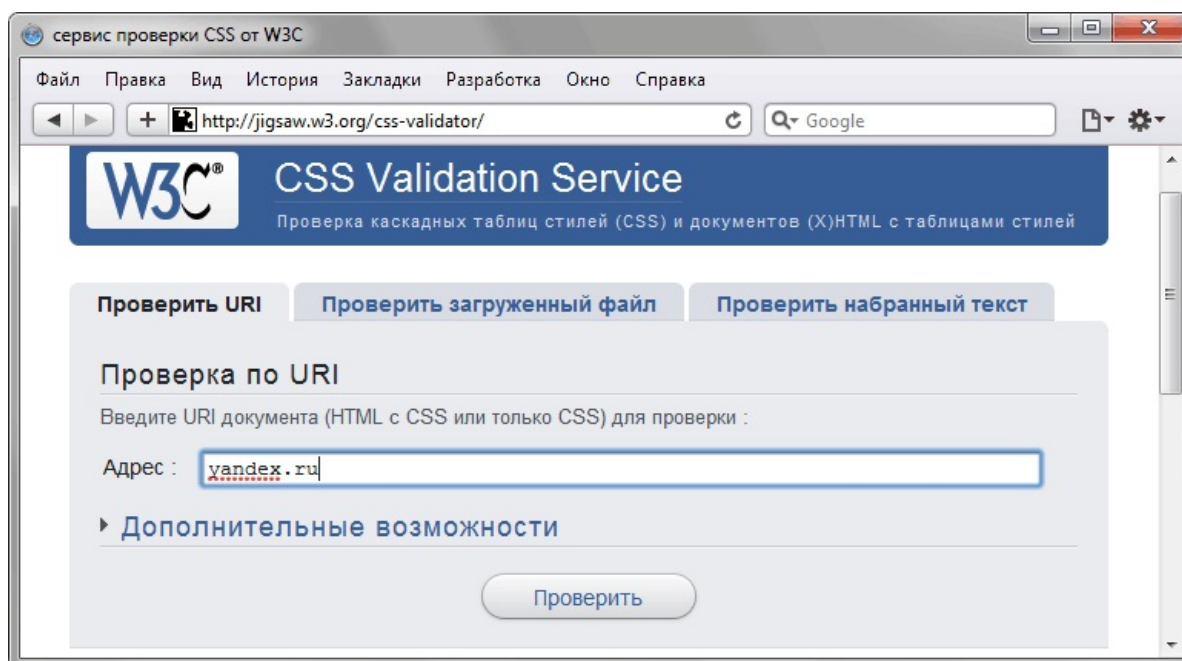 сервис проверки CSS от W3C
Файл Правка Вид История Закладки Разработка Окно Справка
http://jigsaw.w3.org/css-validator/ Google
W3C® CSS Validation Service
Проверка каскадных таблиц стилей (CSS) и документов (X)HTML с таблицами стилей
Проверить URI Проверить загруженный файл Проверить набранный текст
Проверка по URI
Введите URI документа (HTML с CSS или только CSS) для проверки :
Адрес : yandex.ru
Дополнительные возможности
Проверить